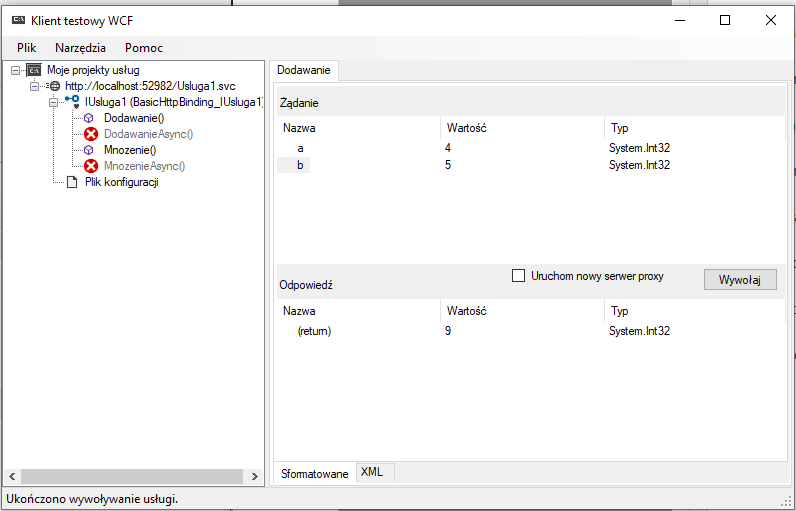 Klient testowy WCF
Plik Narzędzia Pomoc
Moje projekty usług
http://localhost:52982/Usluga1.svc
IUsluga1 (BasicHttpBinding_IUsluga1)
Dodawanie()
DodawanieAsync()
Mnozenie()
MnozenieAsync()
Plik konfiguracji
Dodawanie
Żądanie
Nazwa Wartość Typ
a 4 System.Int32
b 5 System.Int32
Odpowiedź
Uruchom nowy serwer proxy
Wywołaj
Nazwa Wartość Typ
(return) 9 System.Int32
Sformatowane XML
Ukończono wywoływanie usługi.